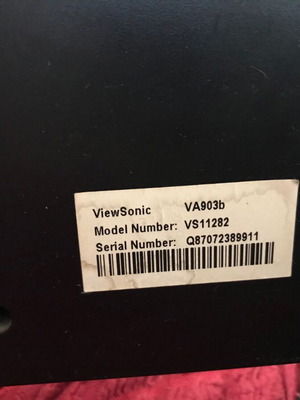 ViewSonic VA903b
Model Number: VS11282
Serial Number: Q87072389911